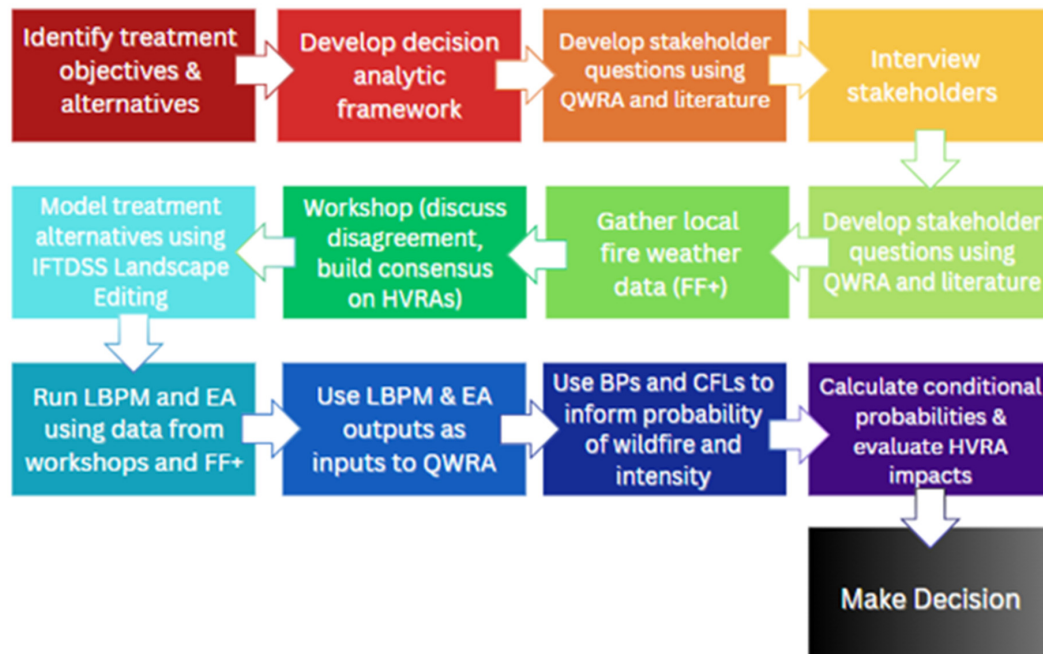 Identify treatment
objectives &
alternatives
Develop decision
analytic
framework
Develop stakeholder
questions using
QWRA and literature
Interview
stakeholders
Develop stakeholder
questions using
QWRA and literature
Gather local
fire weather
data (FF+)
Workshop (discuss
disagreement,
build consensus
on HVRAs)
Model treatment
alternatives using
IFTDSS Landscape
Editing
Run LBPM and EA
using data from
workshops and FF+
Use LBPM & EA
outputs as
inputs to QWRA
Use BPs and CFLs to
inform probability
of wildfire and
intensity
Calculate conditional
probabilities &
evaluate HVRA
impacts
Make Decision